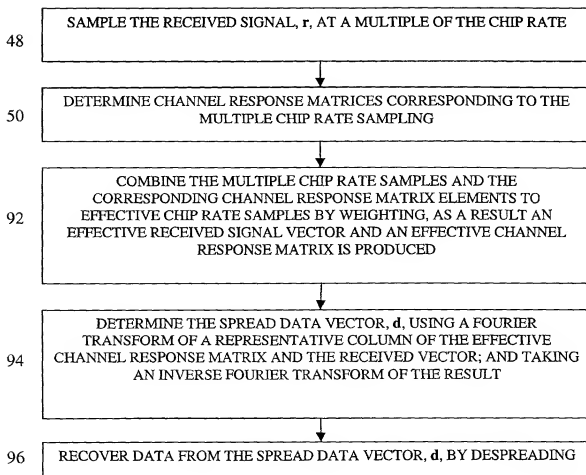 48
SAMPLE THE RECEIVED SIGNAL, r, AT A MULTIPLE OF THE CHIP RATE
50
DETERMINE CHANNEL RESPONSE MATRICES CORRESPONDING TO THE
MULTIPLE CHIP RATE SAMPLING
92
COMBINE THE MULTIPLE CHIP RATE SAMPLES AND THE
CORRESPONDING CHANNEL RESPONSE MATRIX ELEMENTS TO
EFFECTIVE CHIP RATE SAMPLES BY WEIGHTING, AS A RESULT AN
EFFECTIVE RECEIVED SIGNAL VECTOR AND AN EFFECTIVE CHANNEL
RESPONSE MATRIX IS PRODUCED
94
DETERMINE THE SPREAD DATA VECTOR, d, USING A FOURIER
TRANSFORM OF A REPRESENTATIVE COLUMN OF THE EFFECTIVE
CHANNEL RESPONSE MATRIX AND THE RECEIVED VECTOR; AND TAKING
AN INVERSE FOURIER TRANSFORM OF THE RESULT
96
RECOVER DATA FROM THE SPREAD DATA VECTOR, d, BY DESPREADING